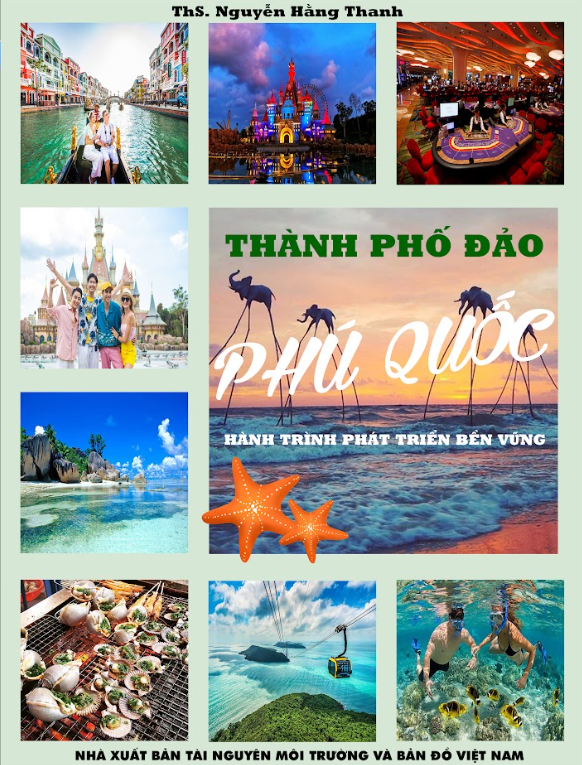 ThS. Nguyễn Hằng Thanh
THÀNH PHỐ ĐẢO
PHÚ QUỐC
HÀNH TRÌNH PHÁT TRIỂN BỀN VỮNG
NHÀ XUẤT BẢN TÀI NGUYÊN MÔI TRƯỜNG VÀ BẢN ĐỒ VIỆT NAM